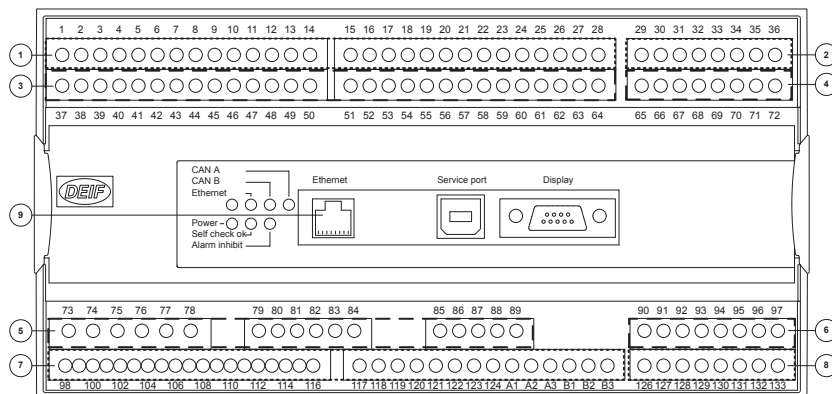 1 2 3 4 5 6 7 8 9 10 11 12 13 14 15 16 17 18 19 20 21 22 23 24 25 26 27 28 29 30 31 32 33 34 35 36
1 2
3 4
37 38 39 40 41 42 43 44 45 46 47 48 49 50 51 52 53 54 55 56 57 58 59 60 61 62 63 64 65 66 67 68 69 70 71 72
CAN A
CAN B
Ethernet
Ethernet Service port Display
DEIF
9
Power
Self check ok
Alarm inhibit
73 74 75 76 77 78 79 80 81 82 83 84 85 86 87 88 89 90 91 92 93 94 95 96 97
5 6
7 8
98 100 102 104 106 108 110 112 114 116 117 118 119 120 121 122 123 124 A1 A2 A3 B1 B2 B3 126 127 128 129 130 131 132 133